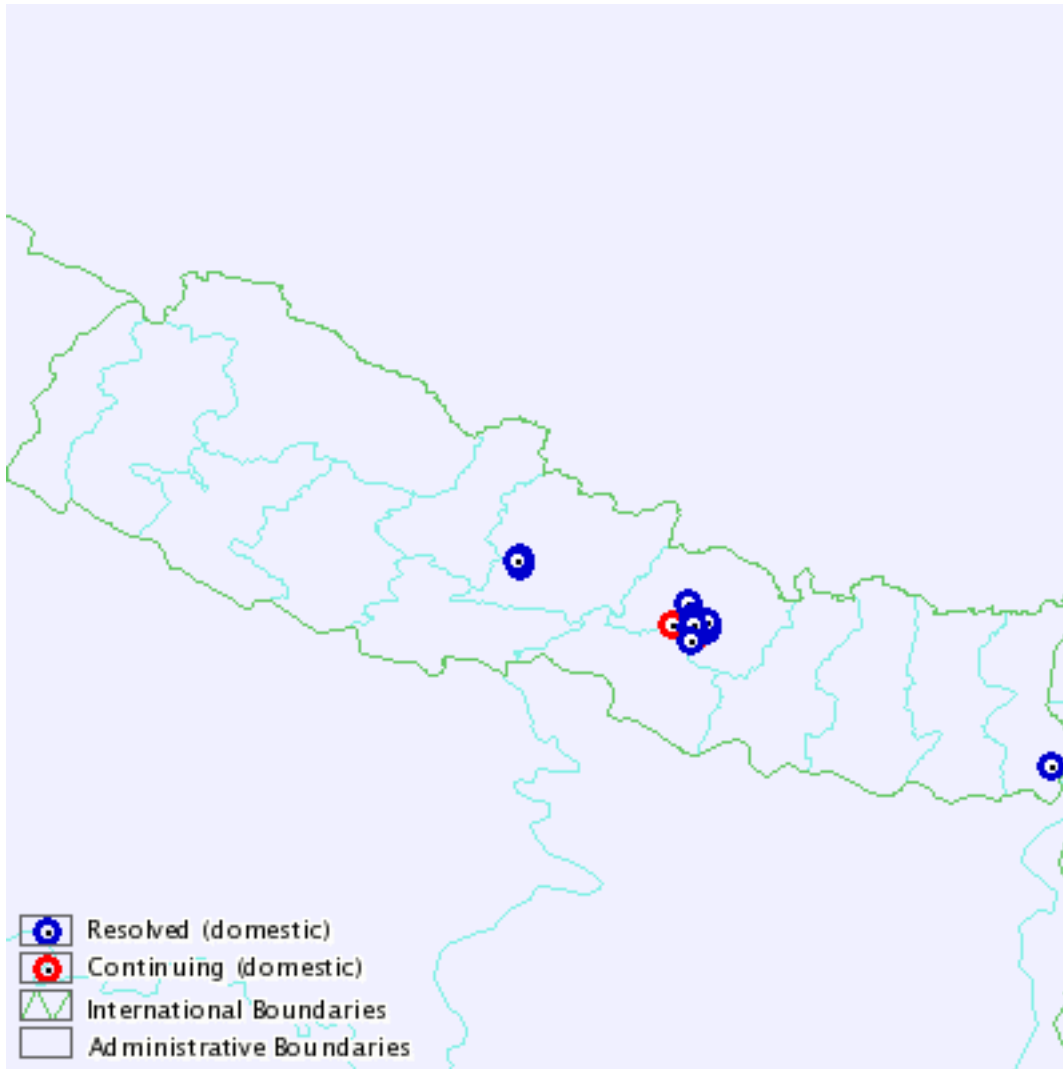 Resolved (domestic)
Continuing (domestic)
International Boundaries
Administrative Boundaries